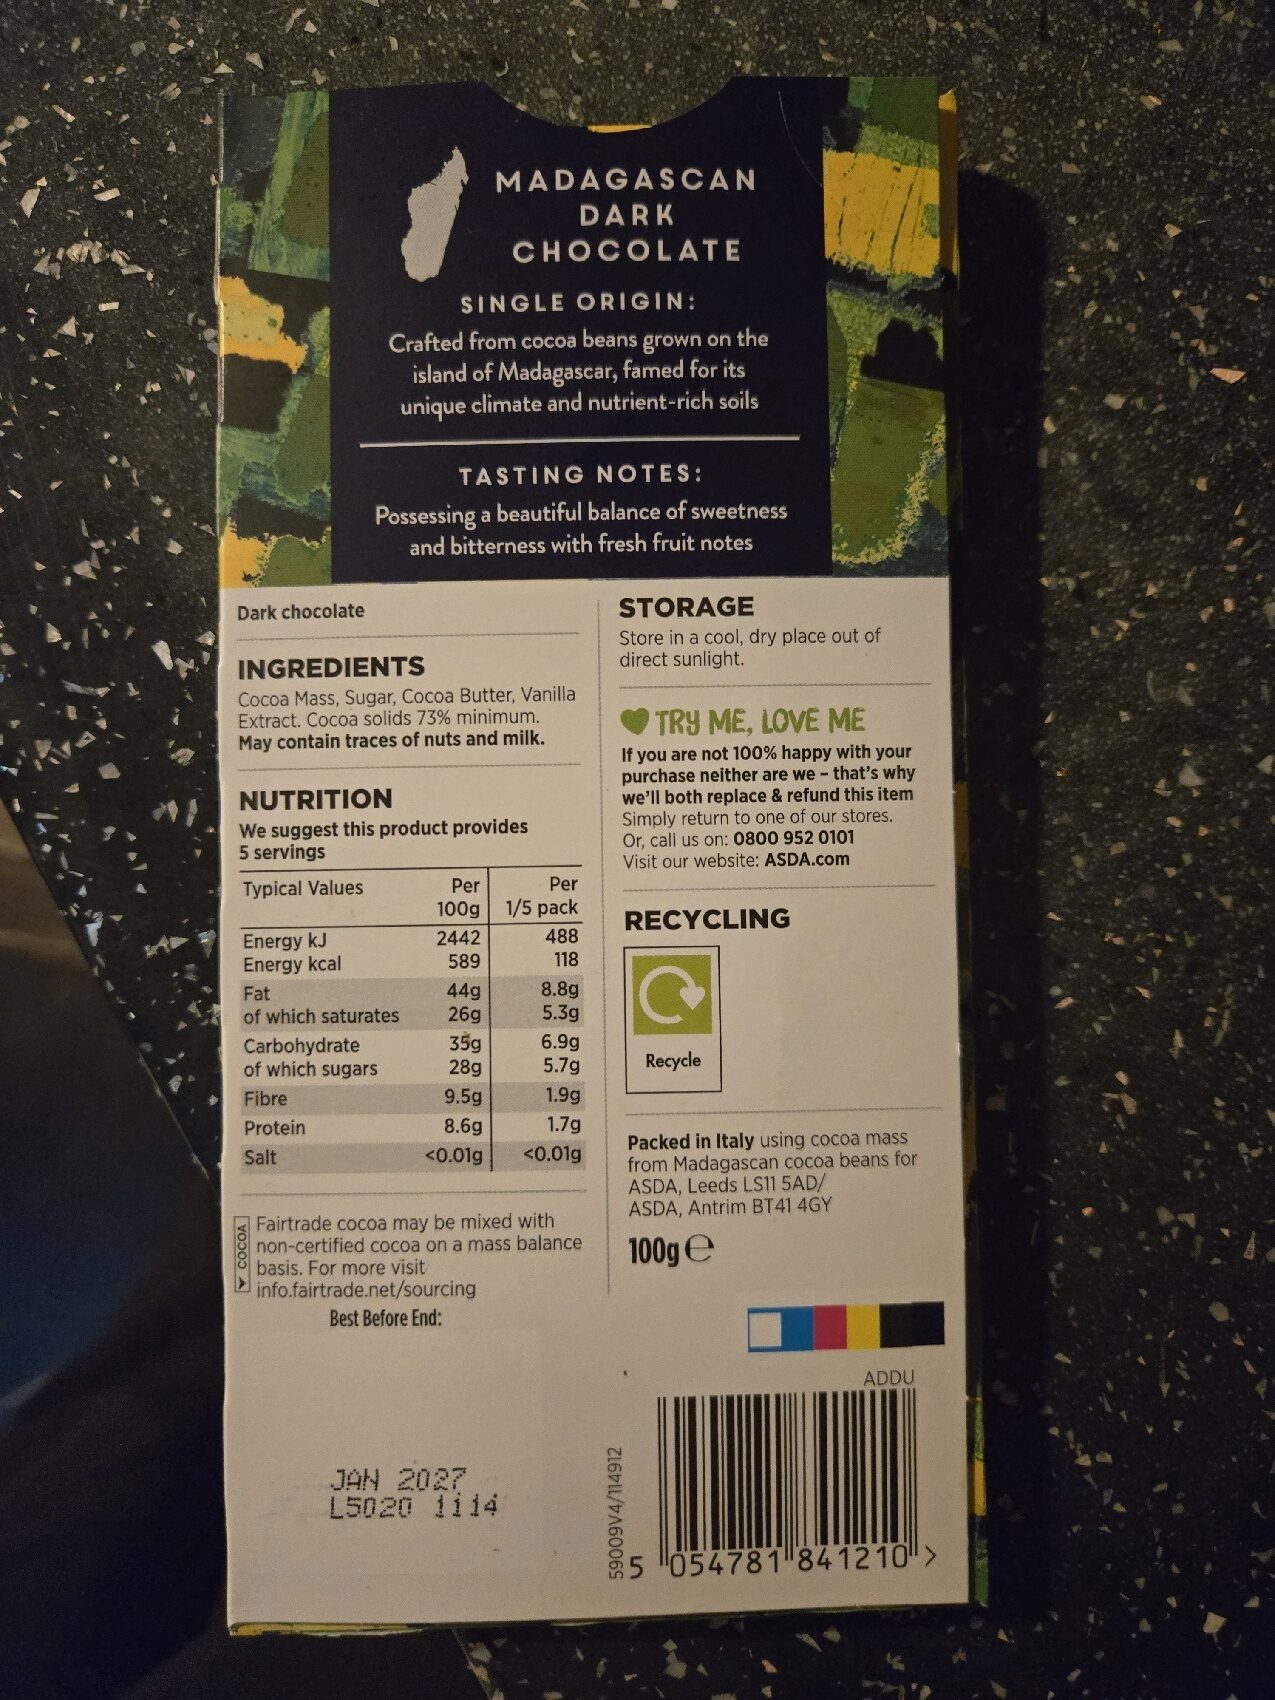 MADAGASCAN
DARK
CHOCOLATE
SINGLE ORIGIN:
Crafted from cocoa beans grown on the
island of Madagascar, famed for its
unique climate and nutrient-rich soils
TASTING NOTES:
Possessing a beautiful balance of sweetness
and bitterness with fresh fruit notes
Dark chocolate
INGREDIENTS
Cocoa Mass, Sugar, Cocoa Butter, Vanilla
Extract. Cocoa solids 73% minimum.
May contain traces of nuts and milk.
NUTRITION
We suggest this product provides
5 servings
Typical Values Per Per
100g 1/5 pack
Energy kJ 2442 488
Energy kcal 589 118
Fat 44g 8.8g
of which saturates 26g 5.3g
Carbohydrate 35g 6.9g
of which sugars 28g 5.7g
Fibre 9.5g 1.9g
Protein 8.6g 1.7g
Salt <0.01g <0.01g
COCOA
Fairtrade cocoa may be mixed with
non-certified cocoa on a mass balance
basis. For more visit
info.fairtrade.net/sourcing
Best Before End:
JAN 2027
L5020 1114
STORAGE
Store in a cool, dry place out of
direct sunlight.
TRY ME, LOVE ME
If you are not 100% happy with your
purchase neither are we – that's why
we'll both replace & refund this item
Simply return to one of our stores.
Or, call us on: 0800 952 0101
Visit our website: ASDA.com
RECYCLING
Recycle
Packed in Italy using cocoa mass
from Madagascan cocoa beans for
ASDA, Leeds LS11 5AD/
ASDA, Antrim BT41 4GY
100g e
ADDU
59009A/V4/114912
5 054781 841210 >